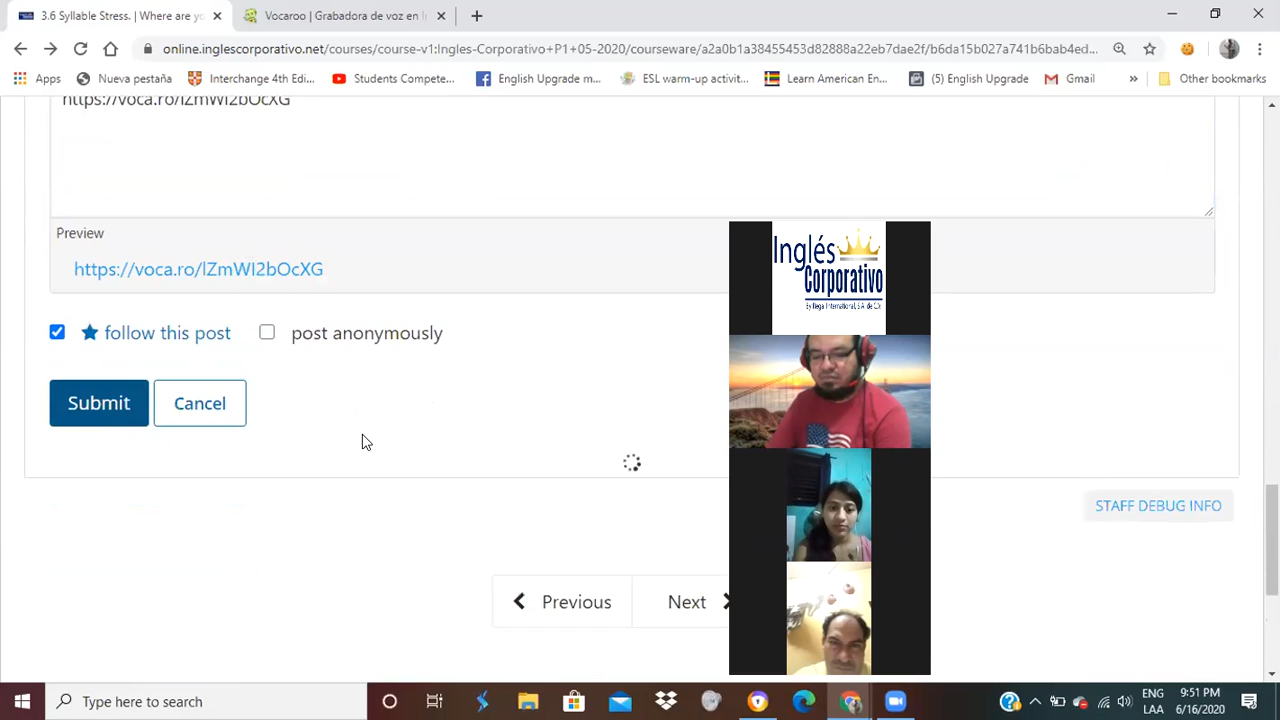 3.6 Syllable Stress. | Where are yo
Vocaroo | Grabadora de voz en l
online.inglescorporativo.net/courses/course-v1:Ingles-Corporativo+P1+05-2020/courseware/a2a0b1a38455453d82888a22eb7dae2f/b6da15b027a741b6bab4ed...
Apps
Nueva pestaña
Interchange 4th Edi...
Students Compete...
English Upgrade m...
ESL warm-up activit...
Learn American En...
(5) English Upgrade
Gmail
»
Other bookmarks
https://voca.ro/lZmWI2bOcXG
Preview
https://voca.ro/lZmWI2bOcXG
Inglés
Corporativo
follow this post
post anonymously
Submit
Cancel
STAFF DEBUG INFO
Previous
Next
Type here to search
ENG
LAA
9:51 PM
6/16/2020